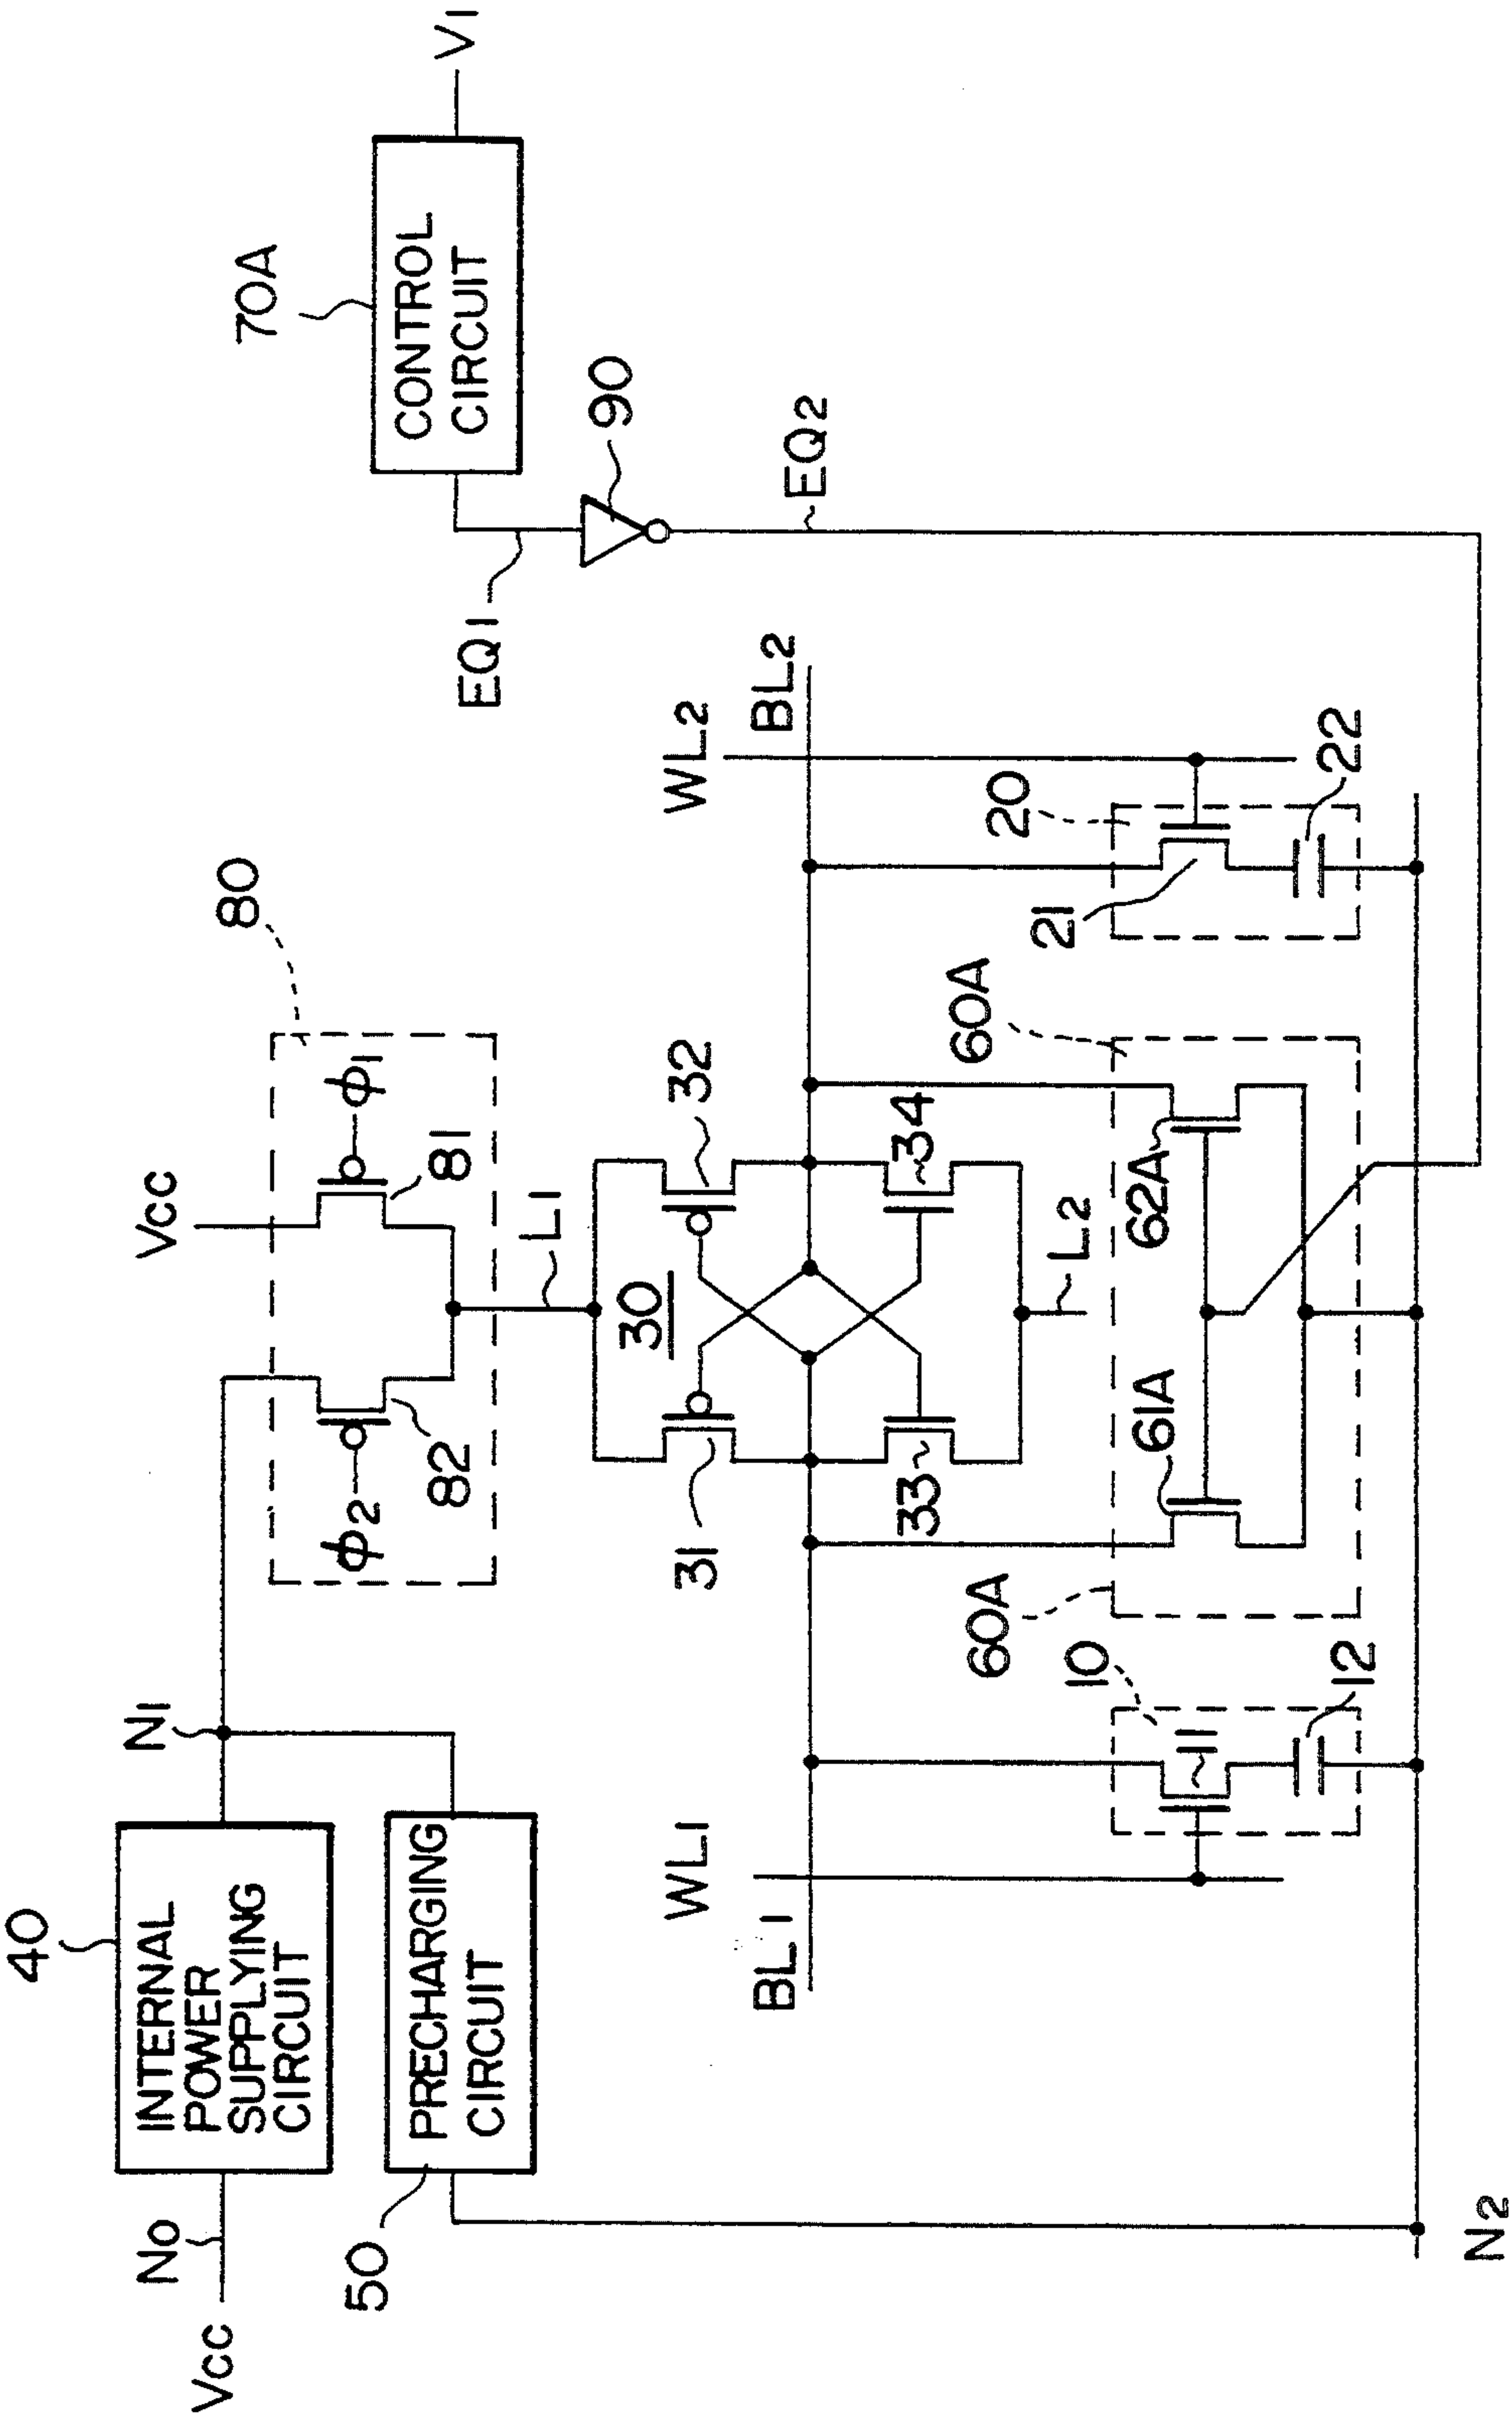 40
Vcc
N0
INTERNAL
POWER
SUPPLYING
CIRCUIT
N1
50
PRECHARGING
CIRCUIT
Vcc
80
φ2
82
81
φ1
70A
CONTROL
CIRCUIT
V1
EQ1
90
L1
30
31
32
WL1
WL2
BL1
BL2
EQ2
33
34
60A
60A
L2
10
11
12
61A
62A
20
21
22
N2